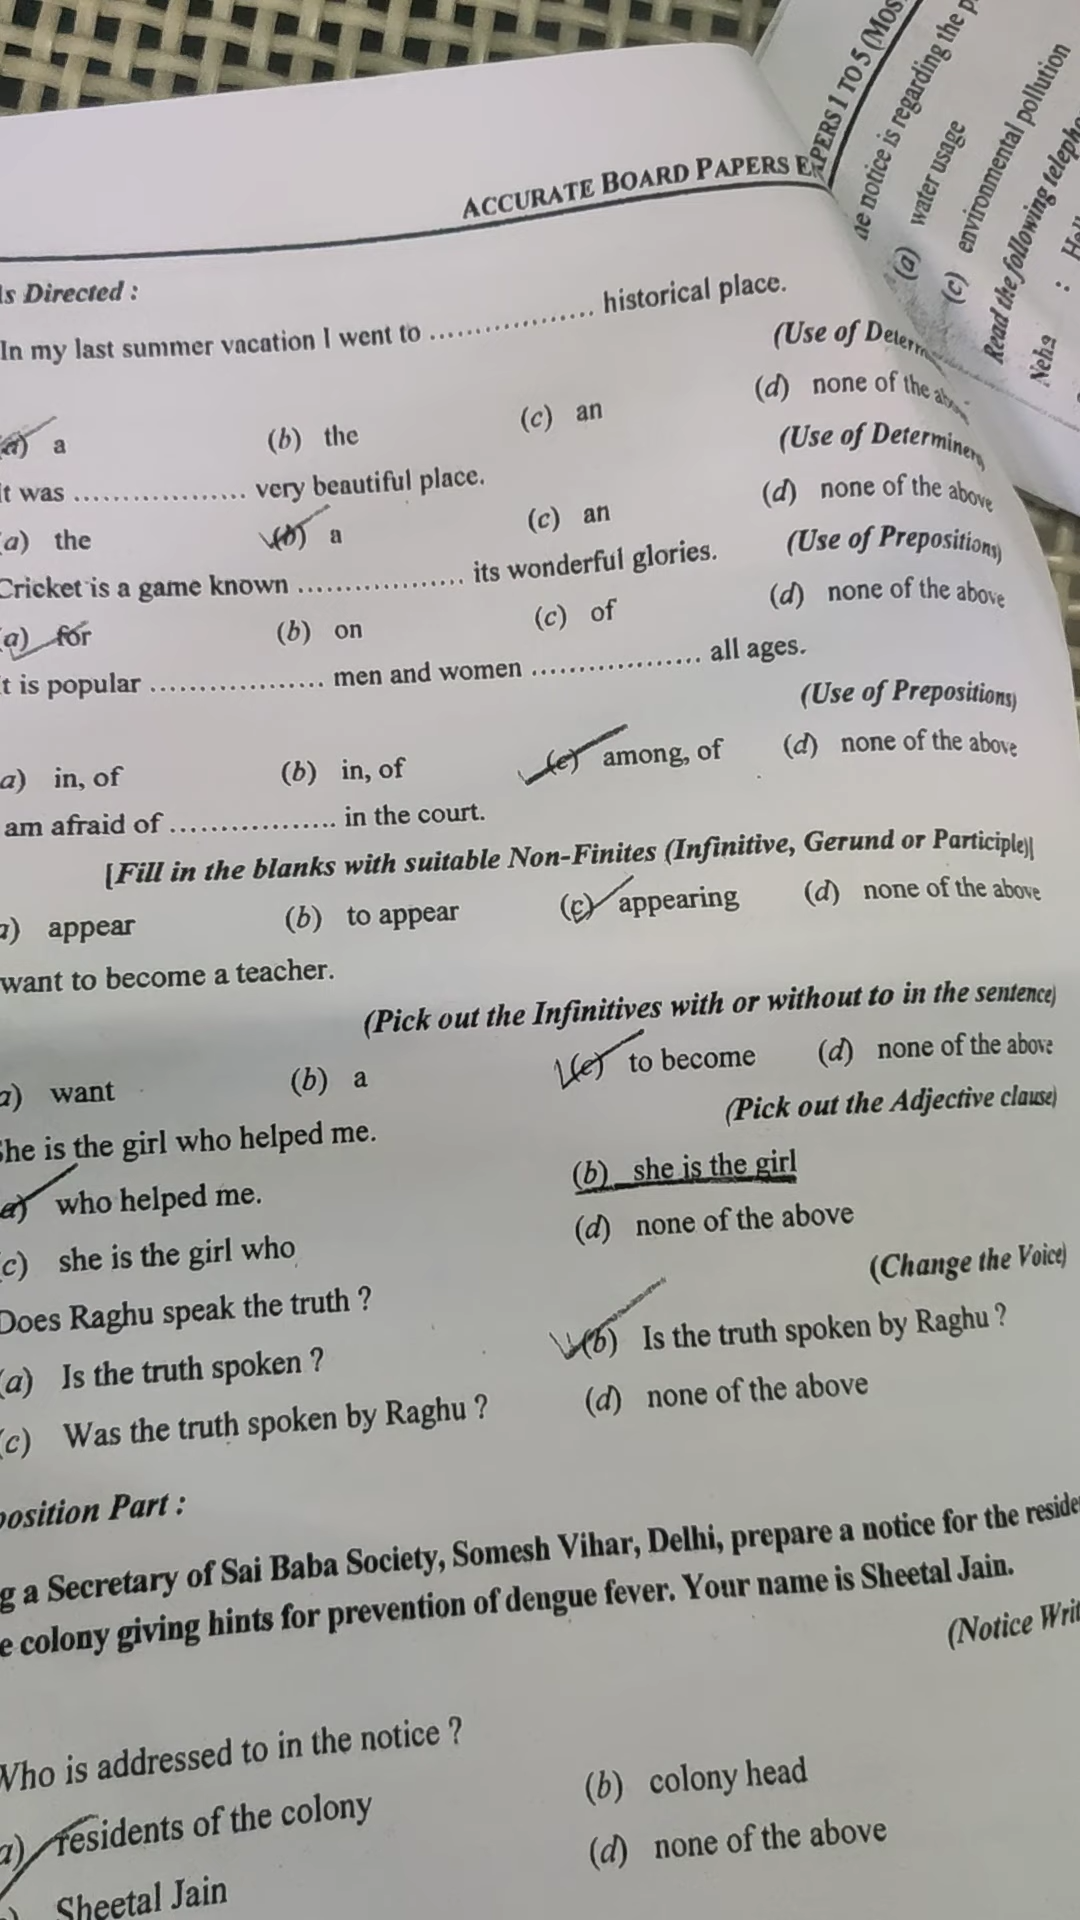 ACCURATE BOARD PAPERS
PAPERS 1 TO 5
notice is regarding the
(a) water usage
(c) environmental pollution
Read the following
Neha :
Directed :
In my last summer vacation I went to .................. historical place.
(Use of
a
(b) the
(c) an
(d) none of the
It was .................. very beautiful place.
(Use of Determiners
(a) the
(b) a
(c) an
(d) none of the above
Cricket is a game known .................. its wonderful glories.
(Use of Prepositions)
(a) for
(b) on
(c) of
(d) none of the above
t is popular .................. men and women .................. all ages.
(Use of Prepositions)
a) in, of
(b) in, of
(c) among, of
(d) none of the above
am afraid of .................. in the court.
[Fill in the blanks with suitable Non-Finites (Infinitive, Gerund or Participle)]
) appear
(b) to appear
(c) appearing
(d) none of the above
want to become a teacher.
(Pick out the Infinitives with or without to in the sentence)
) want
(b) a
(c) to become
(d) none of the above
She is the girl who helped me.
(Pick out the Adjective clause)
a) who helped me.
(b) she is the girl
c) she is the girl who
(d) none of the above
Does Raghu speak the truth ?
(Change the Voice)
(a) Is the truth spoken ?
(b) Is the truth spoken by Raghu ?
(c) Was the truth spoken by Raghu ?
(d) none of the above
position Part :
g a Secretary of Sai Baba Society, Somesh Vihar, Delhi, prepare a notice for the
e colony giving hints for prevention of dengue fever. Your name is Sheetal Jain.
(Notice
Who is addressed to in the notice ?
a) residents of the colony
(b) colony head
Sheetal Jain
(d) none of the above